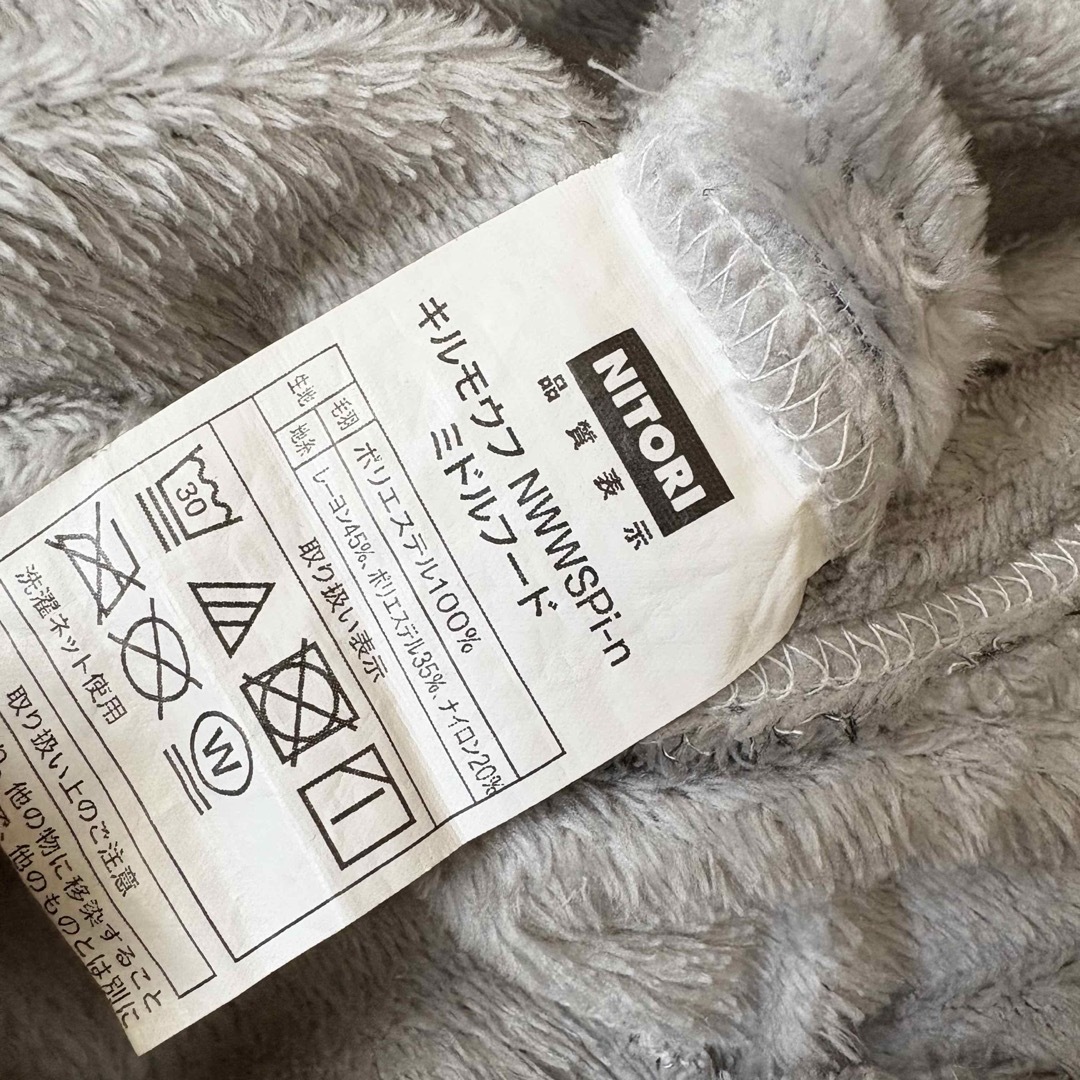 NITORI
品質表示
キルモウフ NWWSPi-n
ミドルフード
生地
毛羽
ポリエステル100%
地糸
レーヨン45%、ポリエステル35%、ナイロン20%
取り扱い表示
30
W
洗濯ネット使用
取り扱い上のご注意
他の物に移染すること
他のものとは別に